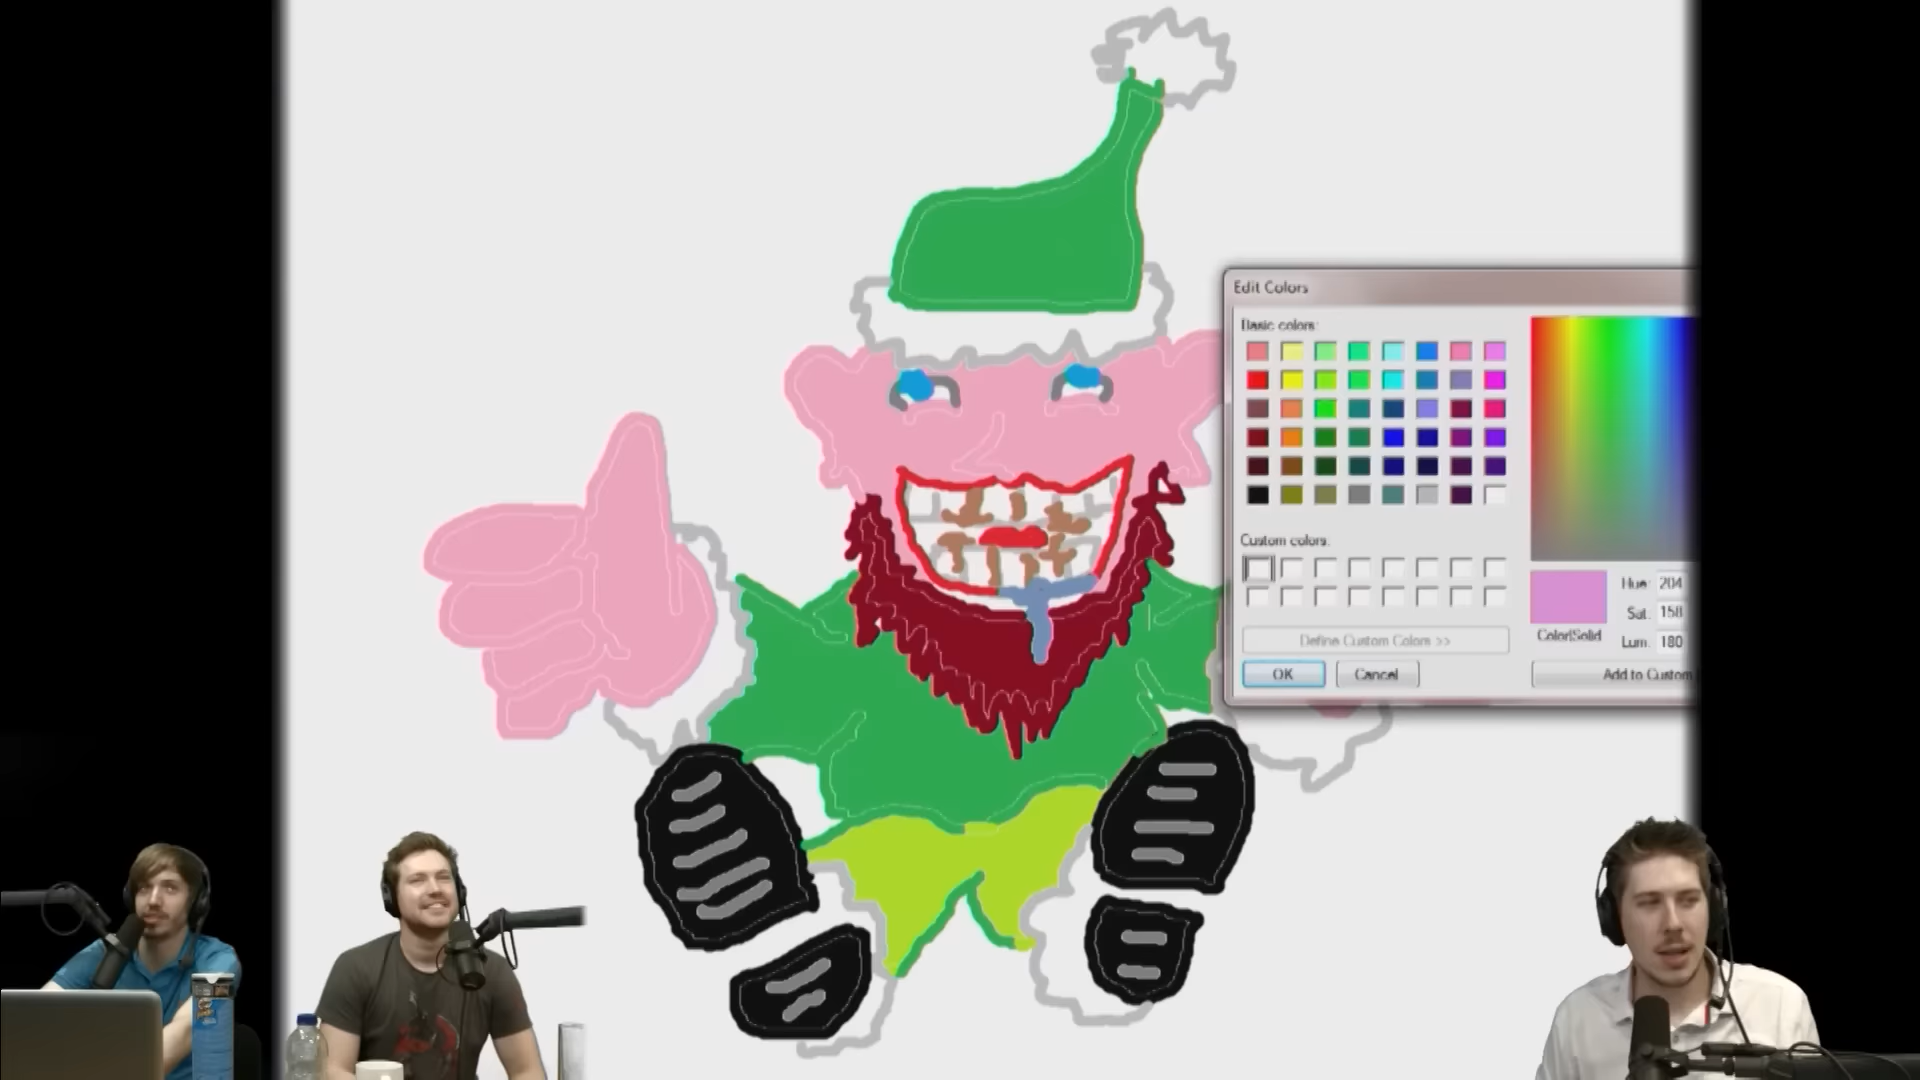 Edit Colors
Basic colors:
Custom colors:
Define Custom Colors >>
OK
Cancel
Color|Solid
Hue: 204
Sat: 158
Lum: 180
Add to Custom